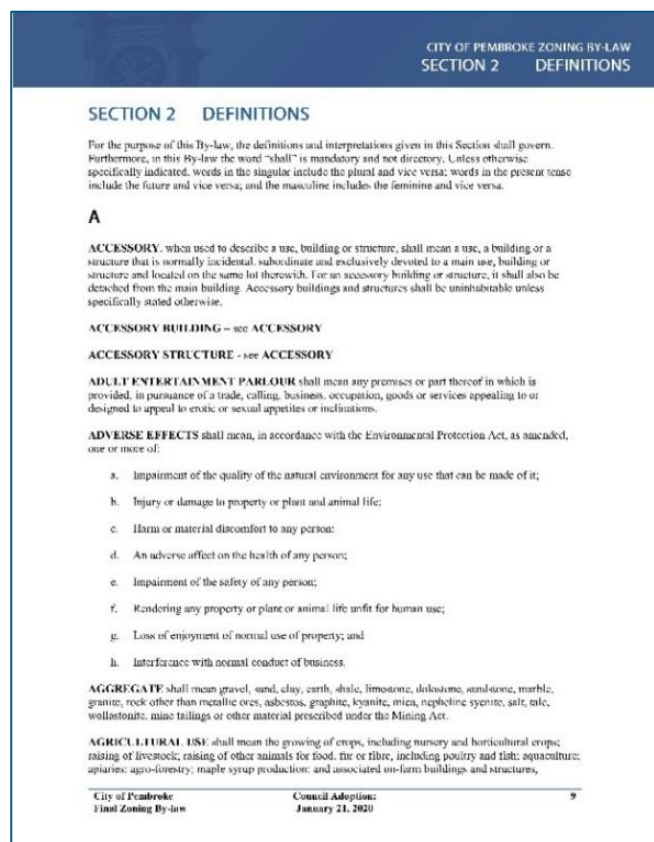 CITY OF PEMBROKE ZONING BY-LAW
SECTION 2 DEFINITIONS
SECTION 2 DEFINITIONS
For the purpose of this By-law, the definitions and interpretations given in this Section shall govern.
Furthermore, in this By-law the word "shall" is mandatory and not directory. Unless otherwise
specifically indicated, words in the singular include the plural and vice versa; words in the present tense
include the future and vice versa; and the masculine includes the feminine and vice versa.
A
ACCESSORY, when used to describe a use, building or structure, shall mean a use, a building or a
structure that is normally incidental, subordinate and exclusively devoted to a main use, building or
structure and located on the same lot therewith. For an accessory building or structure, it shall also be
detached from the main building. Accessory buildings and structures shall be uninhabitable unless
specifically stated otherwise.
ACCESSORY BUILDING – see ACCESSORY
ACCESSORY STRUCTURE - see ACCESSORY
ADULT ENTERTAINMENT PARLOUR shall mean any premises or part thereof in which is
provided, in pursuance of a trade, calling, business, occupation, goods or services appealing to or
designed to appeal to erotic or sexual appetites or inclinations.
ADVERSE EFFECTS shall mean, in accordance with the Environmental Protection Act, as amended,
one or more of:
a. Impairment of the quality of the natural environment for any use that can be made of it;
b. Injury or damage to property or plant and animal life;
c. Harm or material discomfort to any person;
d. An adverse affect on the health of any person;
e. Impairment of the safety of any person;
f. Rendering any property or plant or animal life unfit for human use;
g. Loss of enjoyment of normal use of property; and
h. Interference with normal conduct of business.
AGGREGATE shall mean gravel, sand, clay, earth, shale, limestone, dolostone, sandstone, marble,
granite, rock other than metallic ores, asbestos, graphite, kyanite, mica, nepheline syenite, salt, talc,
wollastonite, mine tailings or other material prescribed under the Mining Act.
AGRICULTURAL USE shall mean the growing of crops, including nursery and horticultural crops;
raising of livestock; raising of other animals for food, fur or fibre, including poultry and fish; aquaculture;
apiaries; agro-forestry; maple syrup production; and associated on-farm buildings and structures,
City of Pembroke Council Adoption: 9
Final Zoning By-law January 21, 2020